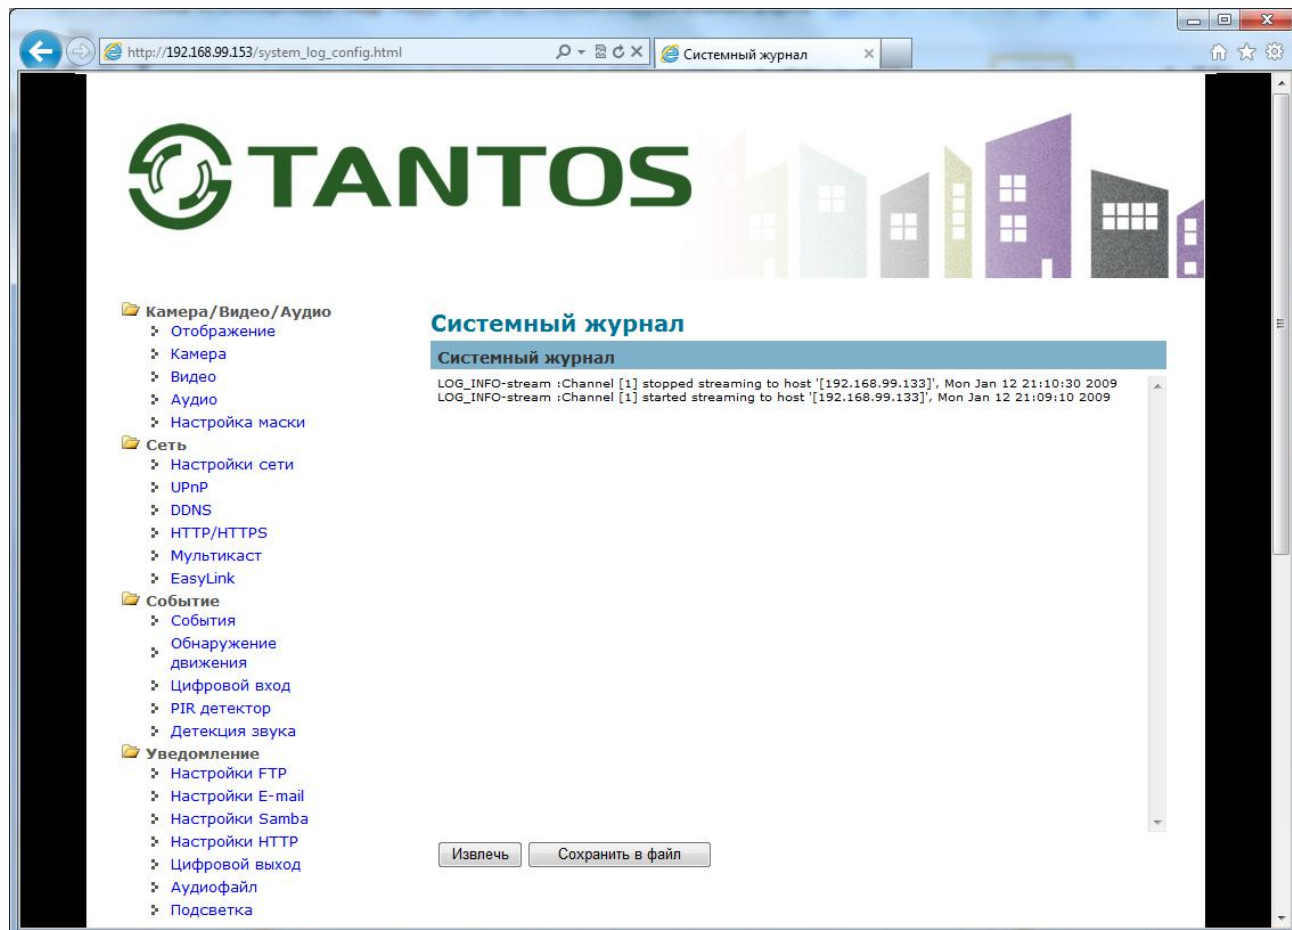 http://192.168.99.153/system_log_config.html
Системный журнал
TANTOS
Камера/Видео/Аудио
Отображение
Камера
Видео
Аудио
Настройка маски
Сеть
Настройки сети
UPnP
DDNS
HTTP/HTTPS
Мультикаст
EasyLink
Событие
События
Обнаружение
движения
Цифровой вход
PIR детектор
Детекция звука
Уведомление
Настройки FTP
Настройки E-mail
Настройки Samba
Настройки HTTP
Цифровой выход
Аудиофайл
Подсветка
Системный журнал
Системный журнал
LOG_INFO-stream :Channel [1] stopped streaming to host '[192.168.99.133]', Mon Jan 12 21:10:30 2009
LOG_INFO-stream :Channel [1] started streaming to host '[192.168.99.133]', Mon Jan 12 21:09:10 2009
Извлечь
Сохранить в файл